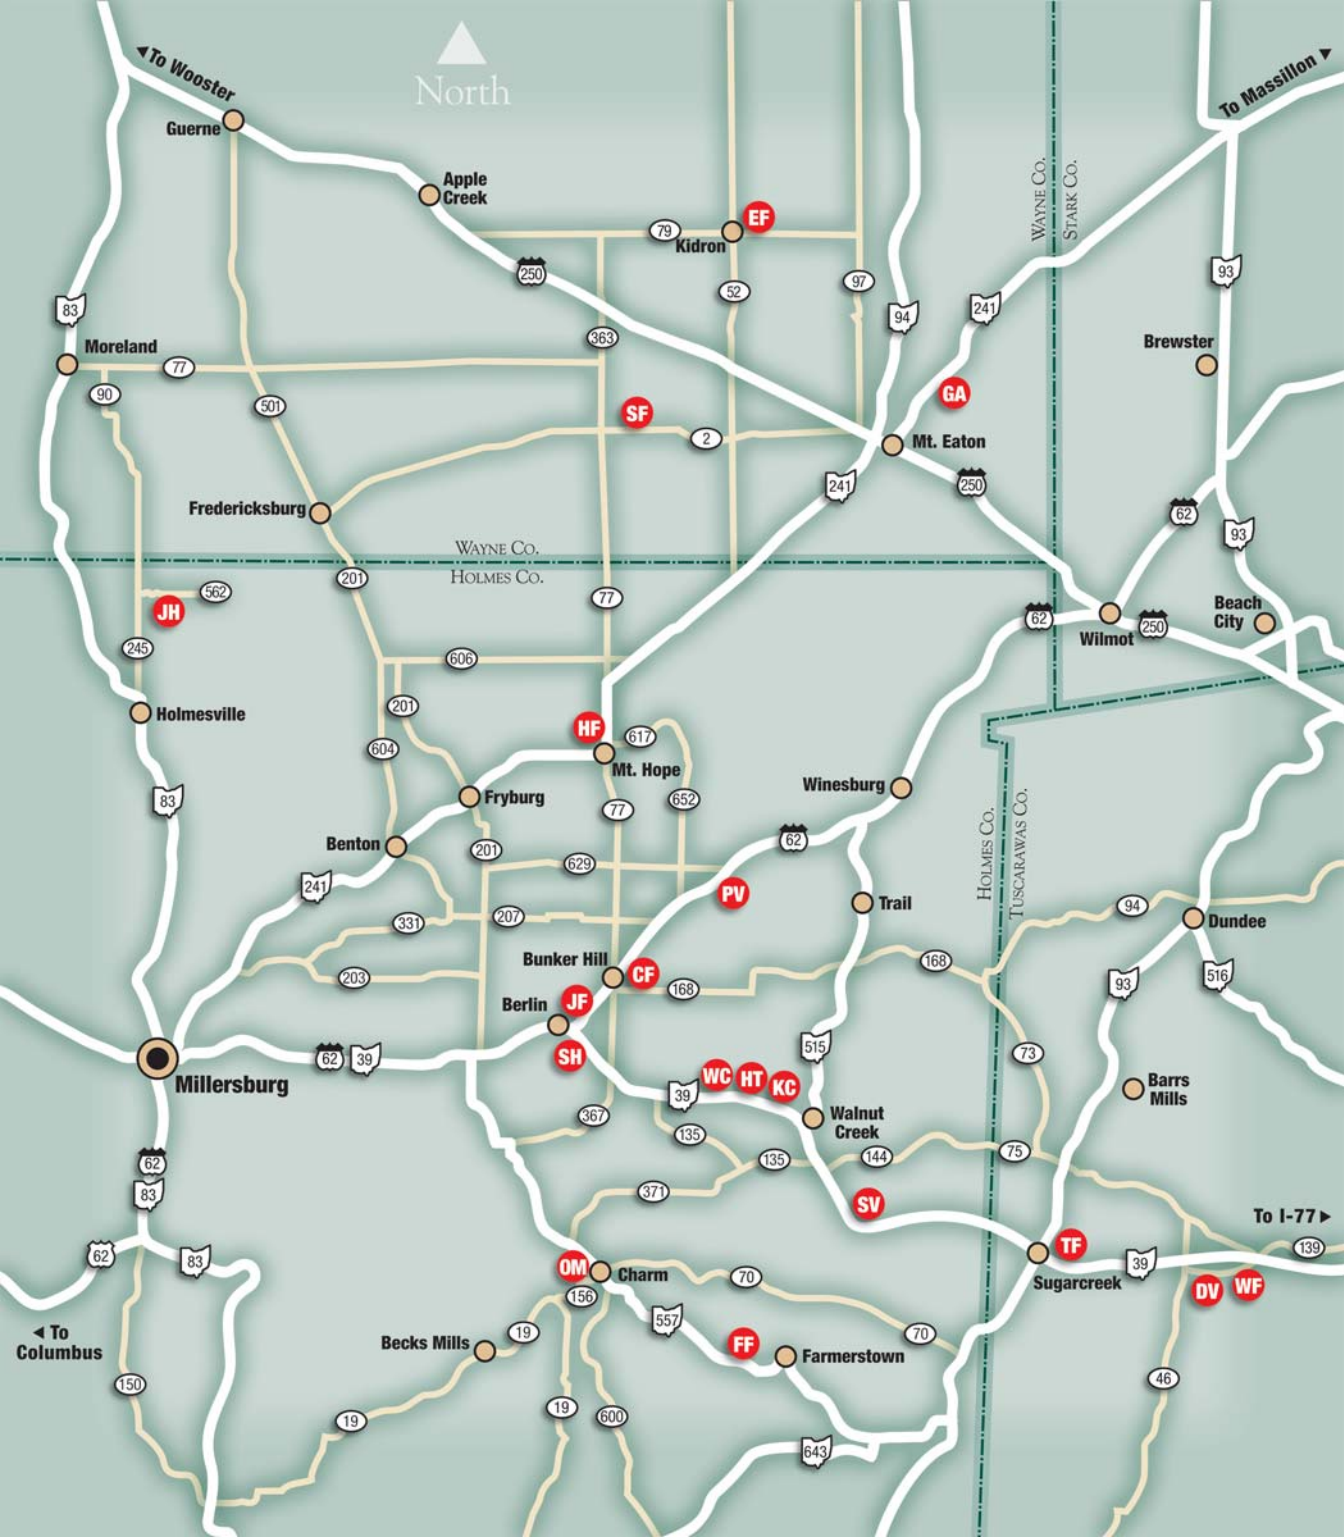 ◄To Wooster
To Massillon ►
North
Guerne
Apple
Creek
WAYNE CO.
STARK CO.
EF
79
Kidron
250
93
52
97
83
94
241
363
Moreland
Brewster
77
90
GA
501
SF
2
Mt. Eaton
241
250
Fredericksburg
62
93
WAYNE CO.
HOLMES CO.
201
562
77
JH
Beach
City
62
250
Wilmot
245
606
201
Holmesville
HF
617
604
Mt. Hope
Winesburg
83
Fryburg
652
77
HOLMES CO.
TUSCARAWAS CO.
Benton
62
201
629
241
PV
Trail
94
331
207
Dundee
Bunker Hill
168
CF
203
516
93
168
JF
Berlin
515
73
SH
62
39
Millersburg
WC
HT
KC
39
Barrs
Mills
367
Walnut
Creek
135
75
144
135
62
83
371
SV
To I-77►
TF
139
62
83
39
OM
Charm
70
Sugarcreek
DV
WF
156
557
◄ To
Columbus
19
70
FF
Becks Mills
Farmerstown
150
46
19
19
600
643